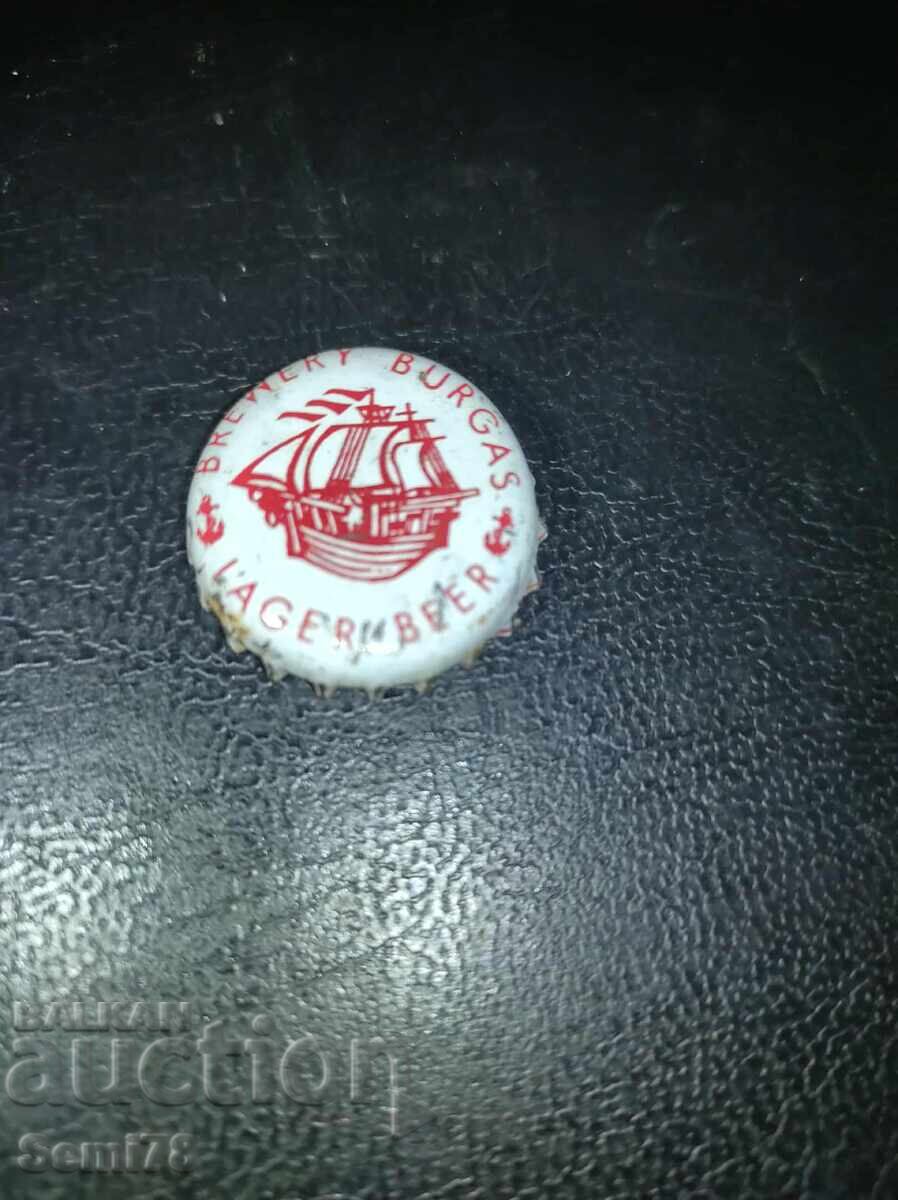 BREWERY BURGAS
LAGER BEER
BALKAN
auction
Semi78